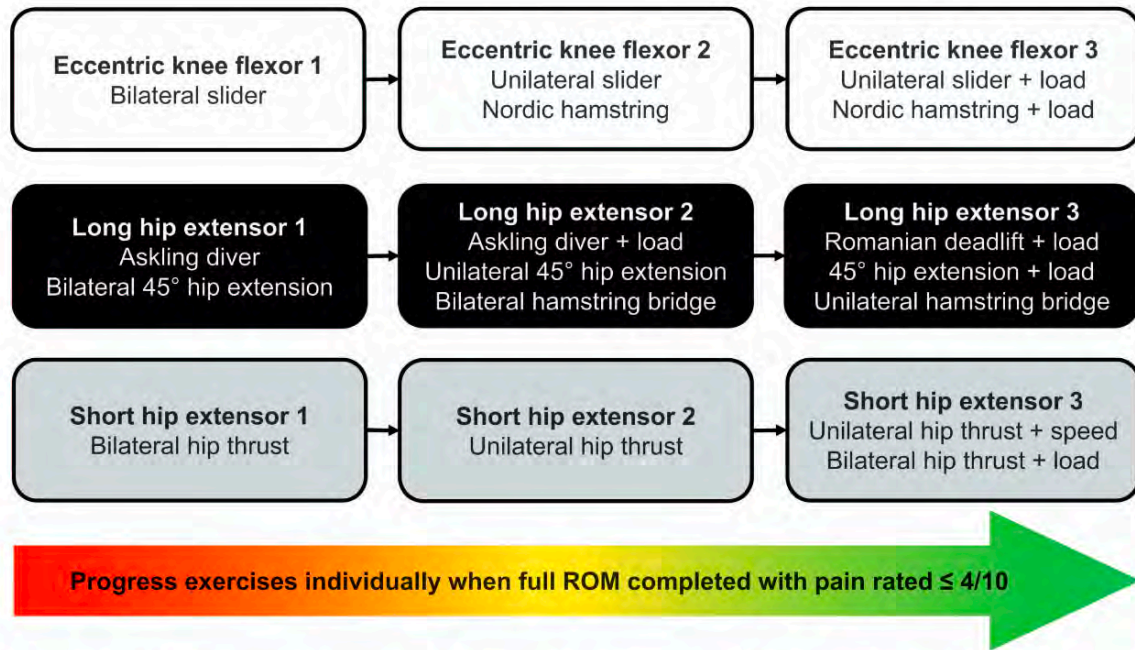 Eccentric knee flexor 1
Bilateral slider
Eccentric knee flexor 2
Unilateral slider
Nordic hamstring
Eccentric knee flexor 3
Unilateral slider + load
Nordic hamstring + load
Long hip extensor 1
Askling diver
Bilateral 45° hip extension
Long hip extensor 2
Askling diver + load
Unilateral 45° hip extension
Bilateral hamstring bridge
Long hip extensor 3
Romanian deadlift + load
45° hip extension + load
Unilateral hamstring bridge
Short hip extensor 1
Bilateral hip thrust
Short hip extensor 2
Unilateral hip thrust
Short hip extensor 3
Unilateral hip thrust + speed
Bilateral hip thrust + load
Progress exercises individually when full ROM completed with pain rated ≤ 4/10